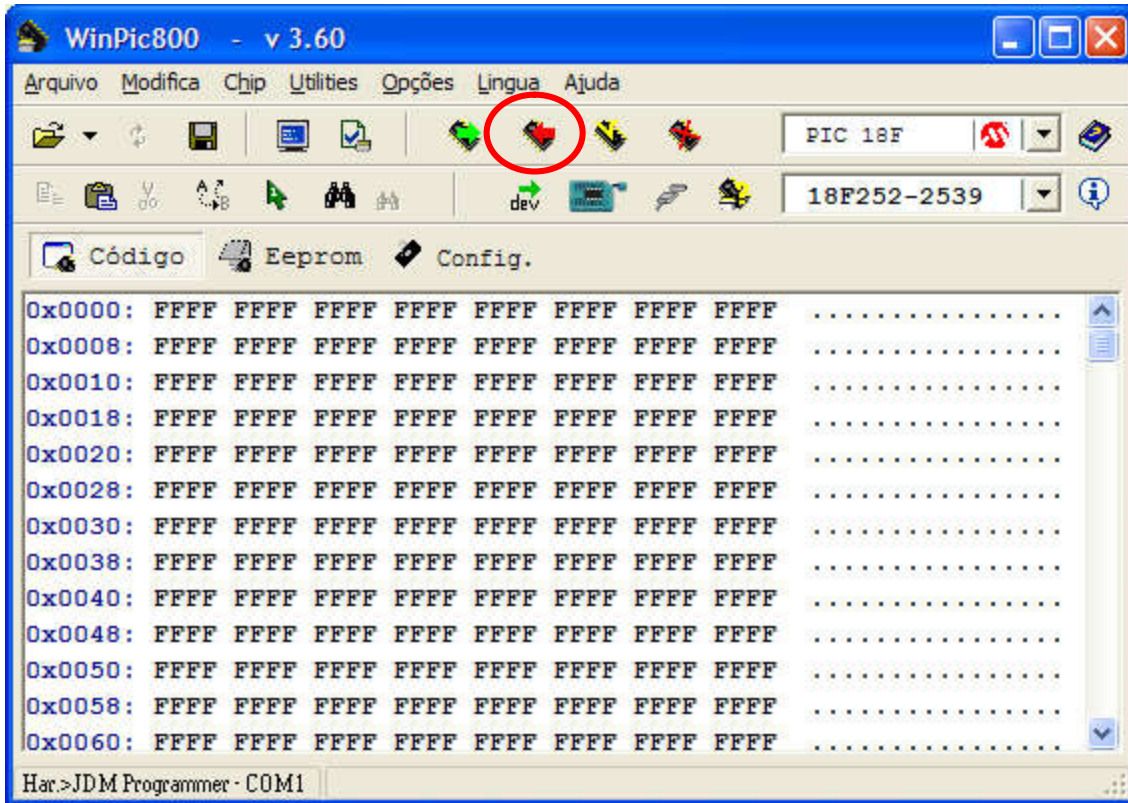 WinPic800 - v 3.60
Arquivo Modifica Chip Utilities Opções Lingua Ajuda
PIC 18F
dev 18F252-2539
Código Eeprom Config.
0x0000: FFFF FFFF FFFF FFFF FFFF FFFF FFFF FFFF ................
0x0008: FFFF FFFF FFFF FFFF FFFF FFFF FFFF FFFF ................
0x0010: FFFF FFFF FFFF FFFF FFFF FFFF FFFF FFFF ................
0x0018: FFFF FFFF FFFF FFFF FFFF FFFF FFFF FFFF ................
0x0020: FFFF FFFF FFFF FFFF FFFF FFFF FFFF FFFF ................
0x0028: FFFF FFFF FFFF FFFF FFFF FFFF FFFF FFFF ................
0x0030: FFFF FFFF FFFF FFFF FFFF FFFF FFFF FFFF ................
0x0038: FFFF FFFF FFFF FFFF FFFF FFFF FFFF FFFF ................
0x0040: FFFF FFFF FFFF FFFF FFFF FFFF FFFF FFFF ................
0x0048: FFFF FFFF FFFF FFFF FFFF FFFF FFFF FFFF ................
0x0050: FFFF FFFF FFFF FFFF FFFF FFFF FFFF FFFF ................
0x0058: FFFF FFFF FFFF FFFF FFFF FFFF FFFF FFFF ................
0x0060: FFFF FFFF FFFF FFFF FFFF FFFF FFFF FFFF ................
Har.>JDM Programmer - COM1